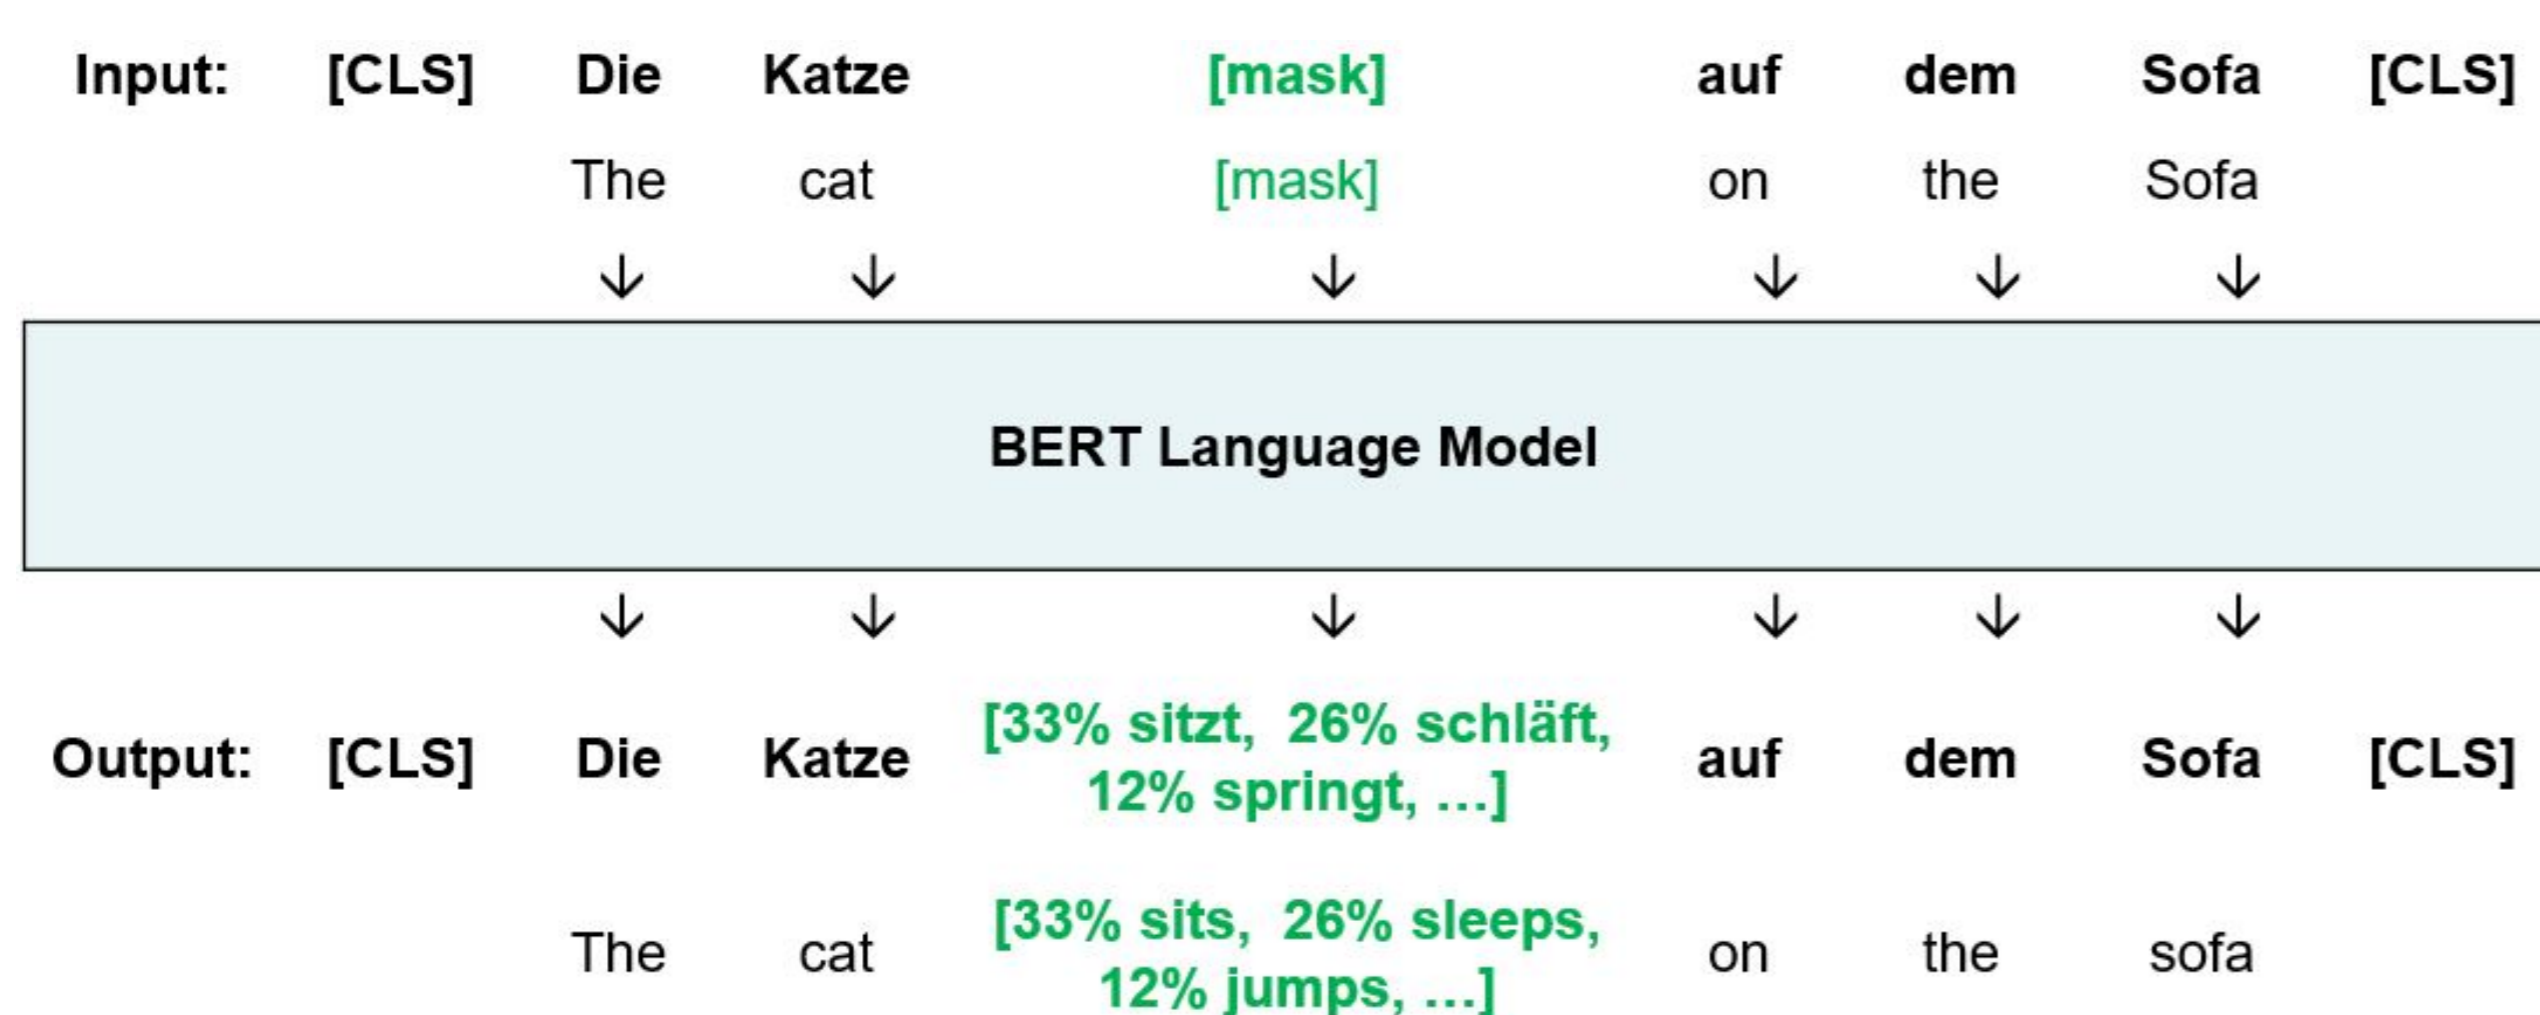 Input: [CLS] Die Katze [mask] auf dem Sofa [CLS]
The cat [mask] on the Sofa
BERT Language Model
Output: [CLS] Die Katze [33% sitzt, 26% schläft, auf dem Sofa [CLS]
12% springt, ...]
The cat [33% sits, 26% sleeps, on the sofa
12% jumps, ...]